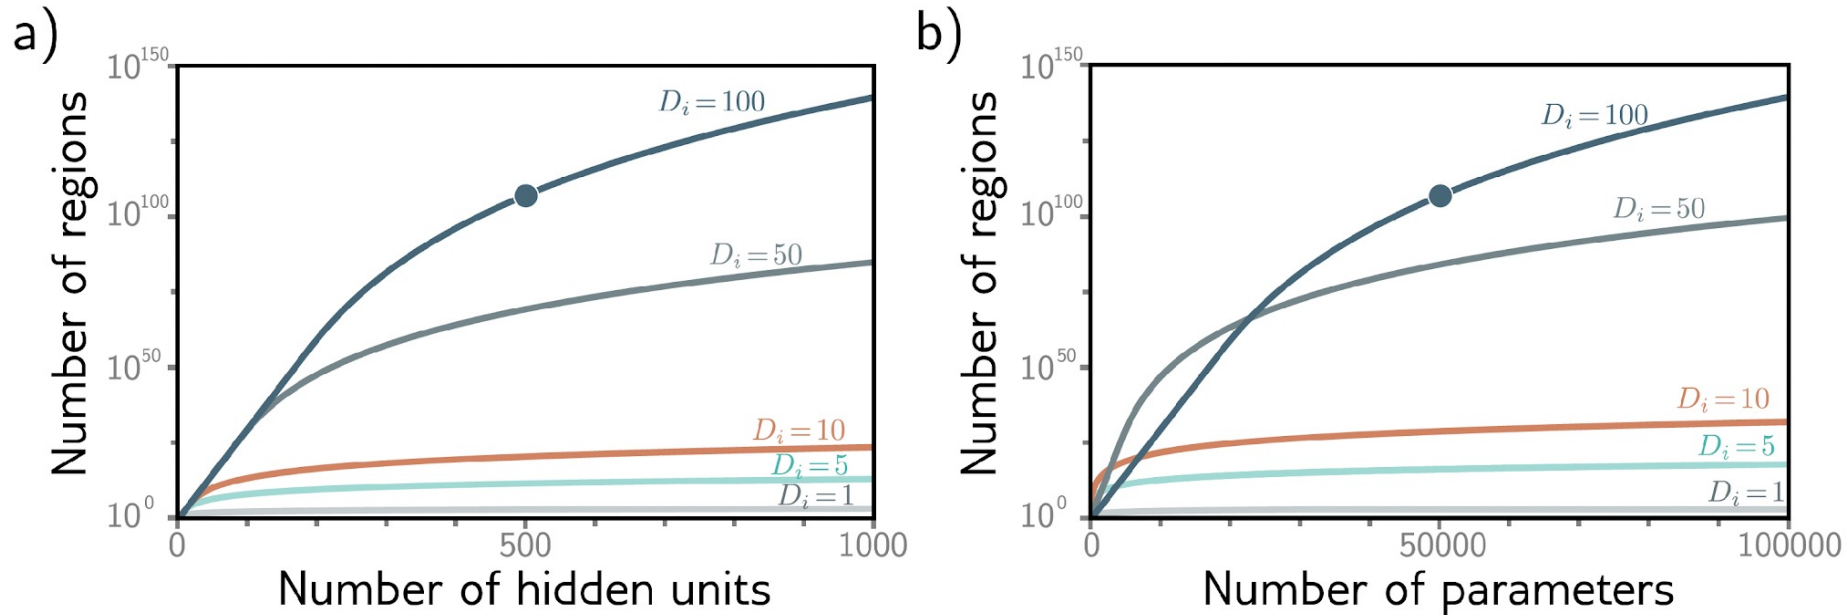 a)
Number of regions
10^150
10^100
10^50
10^0
D_i = 100
D_i = 50
D_i = 10
D_i = 5
D_i = 1
0 500 1000
Number of hidden units
b)
Number of regions
10^150
10^100
10^50
10^0
D_i = 100
D_i = 50
D_i = 10
D_i = 5
D_i = 1
0 50000 100000
Number of parameters